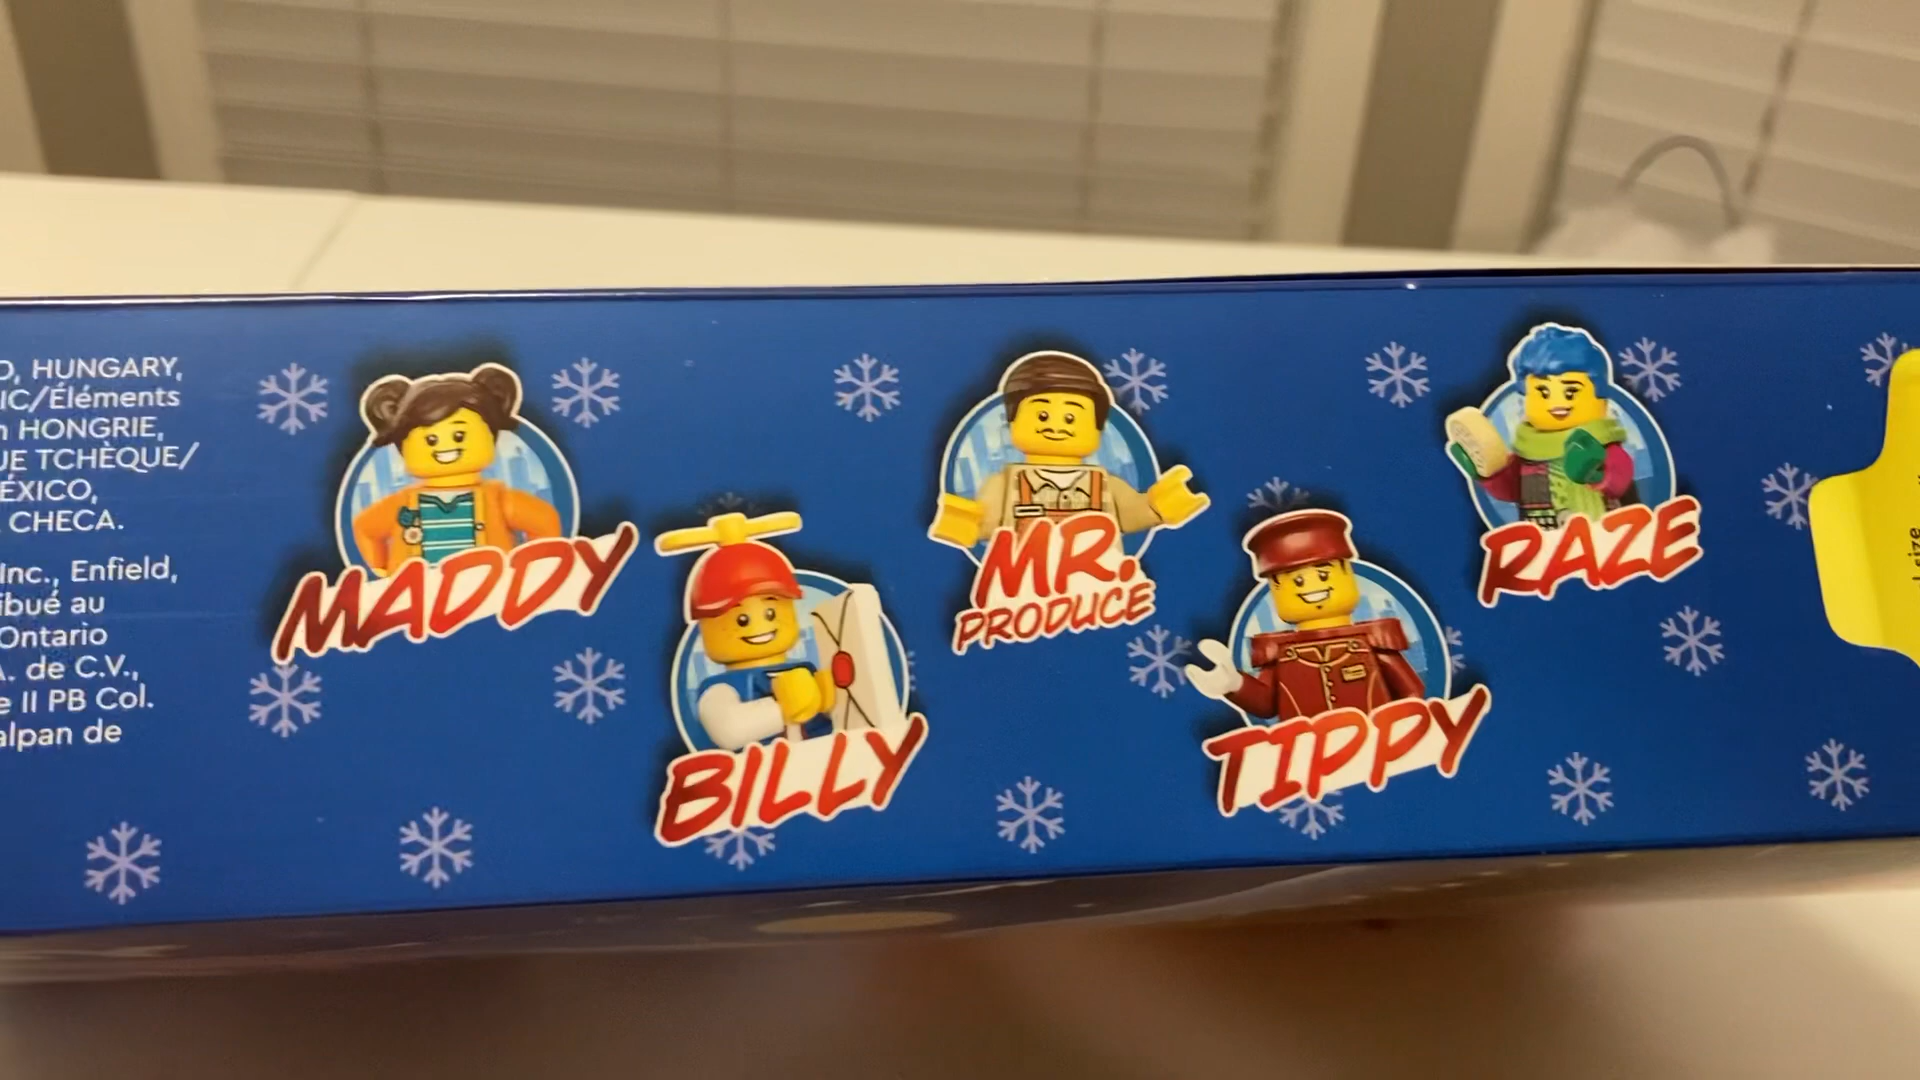 O, HUNGARY,
IC/Éléments
n HONGRIE,
UE TCHÈQUE/
ÉXICO,
CHECA.
Inc., Enfield,
ibué au
Ontario
A. de C.V.,
e II PB Col.
alpan de
MADDY
BILLY
MR.
PRODUCE
TIPPY
RAZE
size